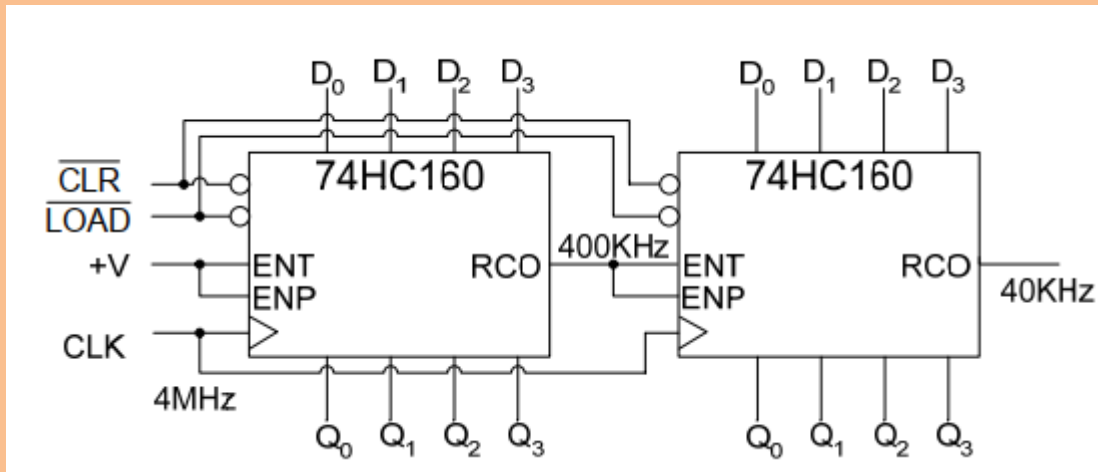 D₀ D₁ D₂ D₃ D₀ D₁ D₂ D₃
74HC160 74HC160
CLR
LOAD
400KHz
+V ENT RCO ENT RCO
ENP ENP
40KHz
CLK
4MHz
Q₀ Q₁ Q₂ Q₃ Q₀ Q₁ Q₂ Q₃